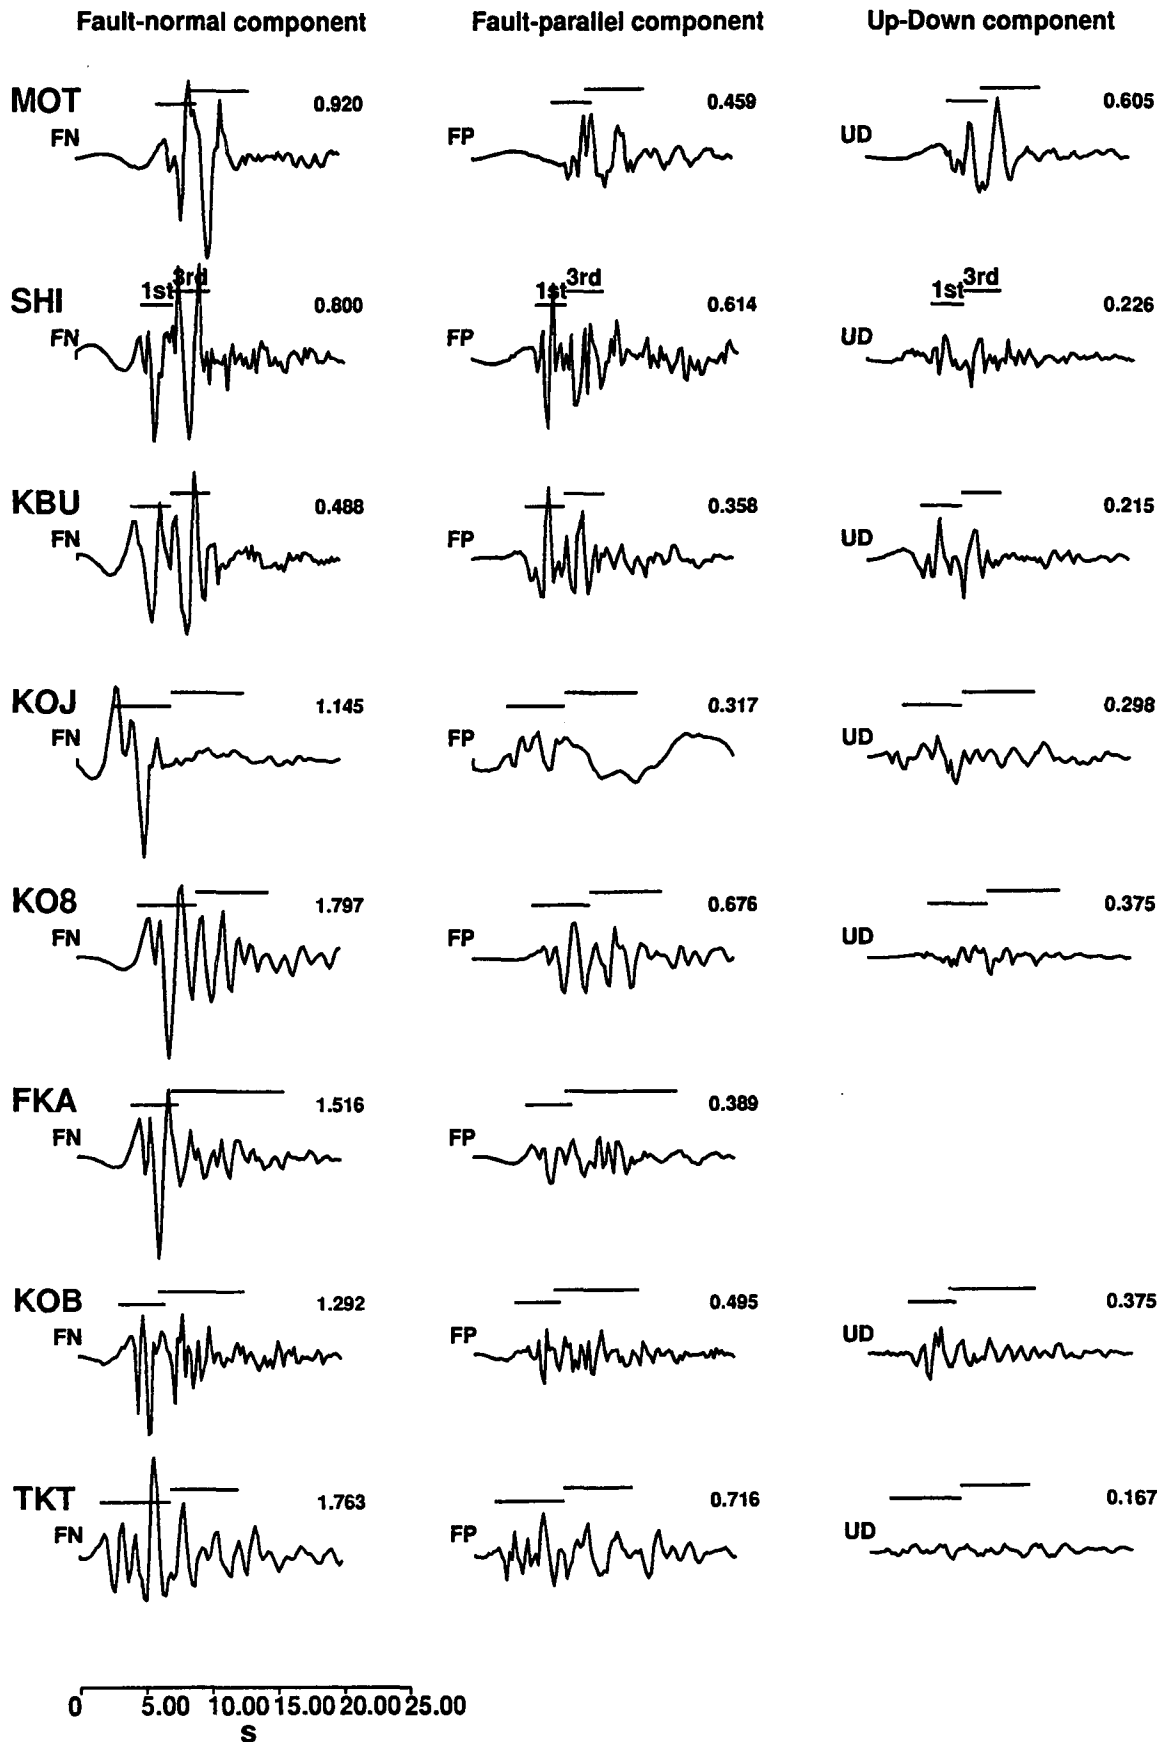 Fault-normal component Fault-parallel component Up-Down component
MOT 0.920 0.459 0.605
FN FP UD
3rd 3rd 3rd
SHI 1st 0.800 1st 0.614 1st 0.226
FN FP UD
KBU 0.488 0.358 0.215
FN FP UD
KOJ 1.145 0.317 0.298
FN FP UD
KO8 1.797 0.676 0.375
FN FP UD
FKA 1.516 0.389
FN FP
KOB 1.292 0.495 0.375
FN FP UD
TKT 1.763 0.716 0.167
FN FP UD
0 5.00 10.00 15.00 20.00 25.00
S